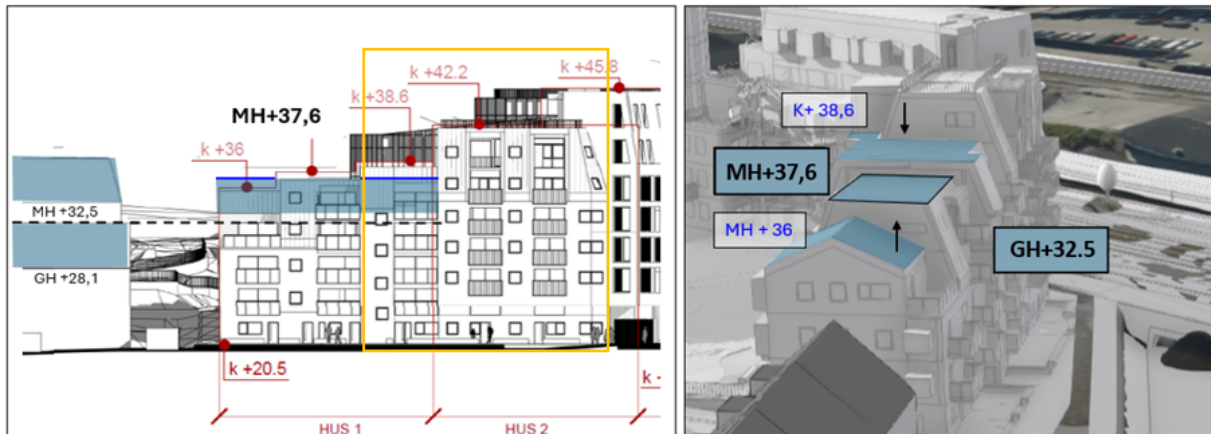 k +45.8
k +42.2
k +38.6
MH+37,6
k +36
MH +32,5
GH +28,1
k +20.5
k -
HUS 1
HUS 2
K+ 38,6
MH+37,6
MH + 36
GH+32.5